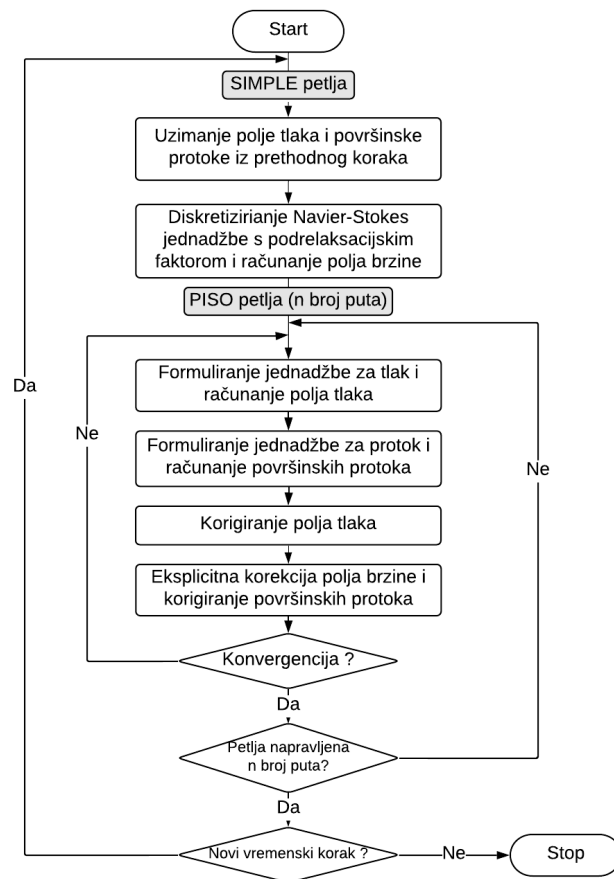 Start
SIMPLE petlja
Uzimanje polje tlaka i površinske
protoke iz prethodnog koraka
Diskretizirianje Navier-Stokes
jednadžbe s podrelaksacijskim
faktorom i računanje polja brzine
PISO petlja (n broj puta)
Formuliranje jednadžbe za tlak i
računanje polja tlaka
Formuliranje jednadžbe za protok i
računanje površinskih protoka
Korigiranje polja tlaka
Eksplicitna korekcija polja brzine i
korigiranje površinskih protoka
Konvergencija ?
Ne
Da
Petlja napravljena
n broj puta?
Ne
Da
Novi vremenski korak ?
Da
Ne
Stop